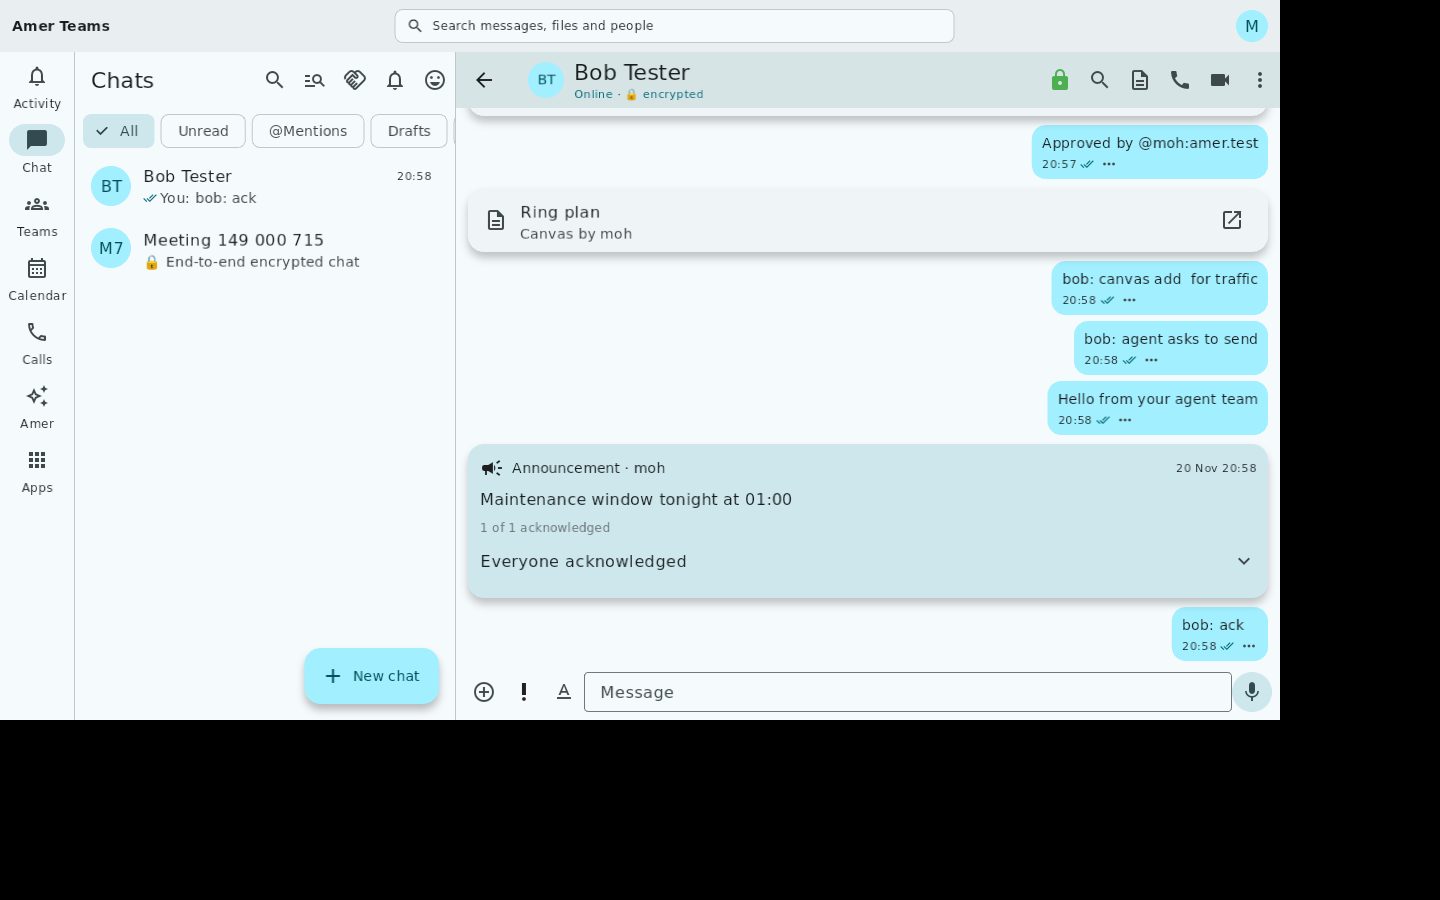 Amer Teams
Search messages, files and people
M
Activity
Chat
Teams
Calendar
Calls
Amer
Apps
Chats
All
Unread
@Mentions
Drafts
BT
Bob Tester
20:58
You: bob: ack
M7
Meeting 149 000 715
🔒 End-to-end encrypted chat
New chat
BT
Bob Tester
Online · 🔒 encrypted
Approved by @moh:amer.test
20:57
Ring plan
Canvas by moh
bob: canvas add  for traffic
20:58
bob: agent asks to send
20:58
Hello from your agent team
20:58
Announcement · moh
20 Nov 20:58
Maintenance window tonight at 01:00
1 of 1 acknowledged
Everyone acknowledged
bob: ack
20:58
Message